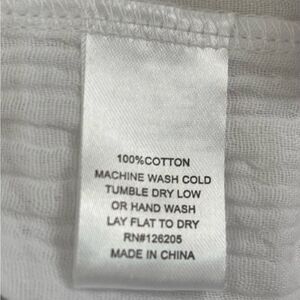 100%COTTON
MACHINE WASH COLD
TUMBLE DRY LOW
OR HAND WASH
LAY FLAT TO DRY
RN#126205
MADE IN CHINA